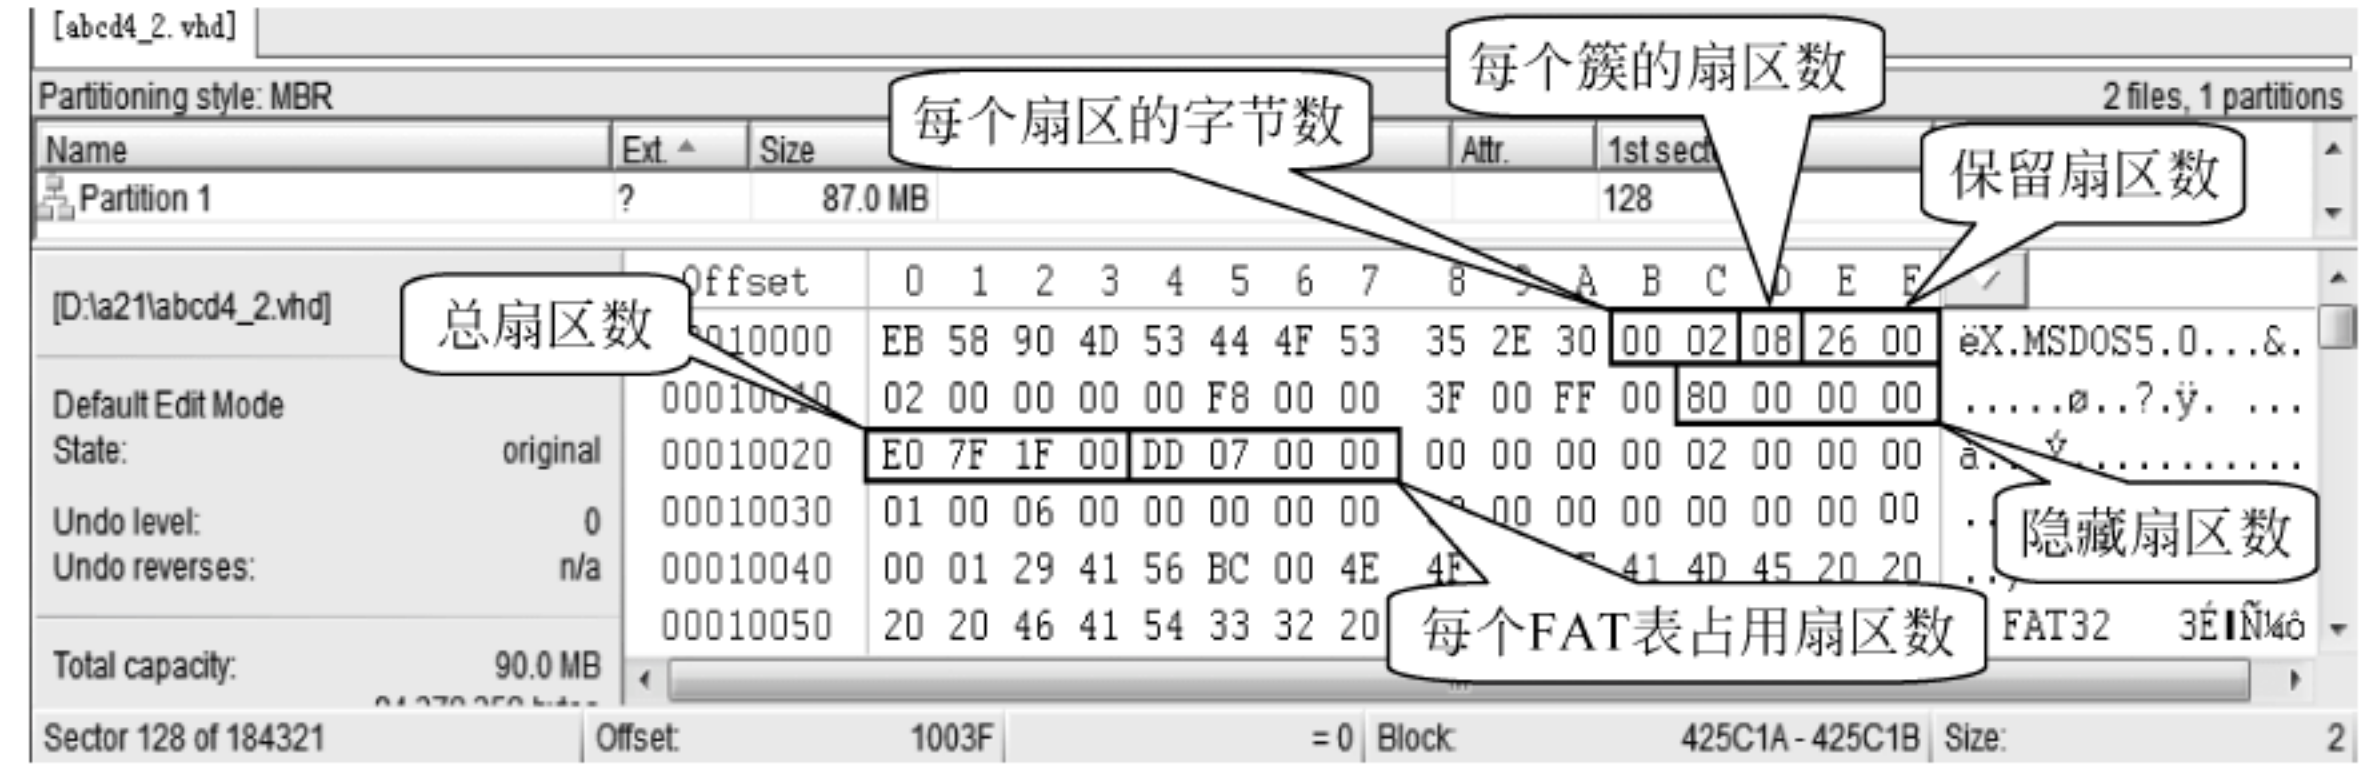 [abcd4_2.vhd]
每个簇的扇区数
Partitioning style: MBR
2 files, 1 partitions
每个扇区的字节数
Name Ext. Size Attr. 1st
保留扇区数
Partition 1 ? 87.0 MB 128
[D:\a21\abcd4_2.vhd]
总扇区数
0 1 2 3 4 5 6 7 8 A B C E
EB 58 90 4D 53 44 4F 53 35 2E 30 00 02 08 26 00 ëX.MSDOS5.0...&.
Default Edit Mode
02 00 00 00 00 F8 00 00 3F 00 FF 00 80 00 00 00 .....ø..?.ÿ. ...
State: original
00010020 E0 7F 1F 00 DD 07 00 00 00 00 00 00 02 00 00 00
Undo level: 0
00010030 01 00 06 00 00 00 00 00 00 00 00 00 00 00 00
隐藏扇区数
Undo reverses: n/a
00010040 00 01 29 41 56 BC 00 4E 41 4D 45 20 20
00010050 20 20 46 41 54 33 32 20 FAT32 3É
每个FAT表占用扇区数
Total capacity: 90.0 MB
Sector 128 of 184321 Offset: 1003F = 0 Block: 425C1A - 425C1B Size: 2